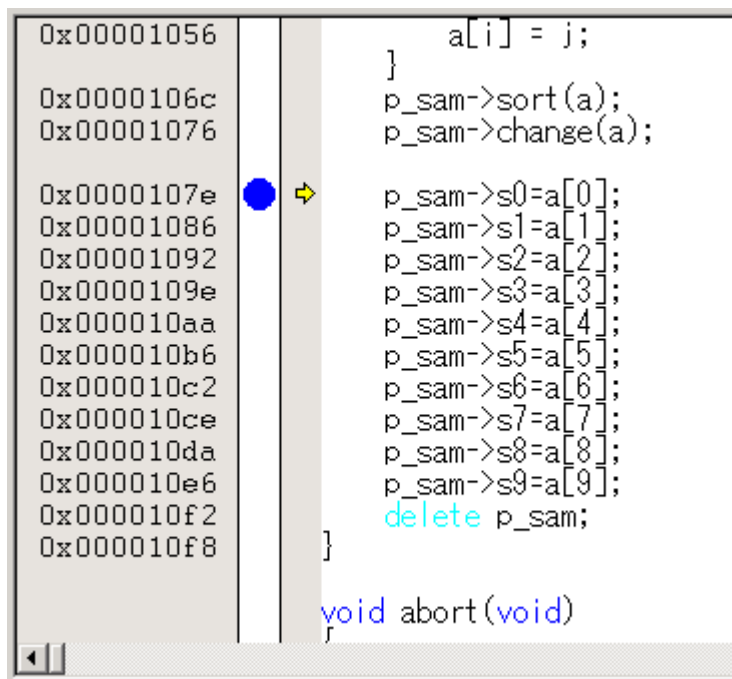 0x00001056 a[i] = j;
}
0x0000106c p_sam->sort(a);
0x00001076 p_sam->change(a);
0x0000107e p_sam->s0=a[0];
0x00001086 p_sam->s1=a[1];
0x00001092 p_sam->s2=a[2];
0x0000109e p_sam->s3=a[3];
0x000010aa p_sam->s4=a[4];
0x000010b6 p_sam->s5=a[5];
0x000010c2 p_sam->s6=a[6];
0x000010ce p_sam->s7=a[7];
0x000010da p_sam->s8=a[8];
0x000010e6 p_sam->s9=a[9];
0x000010f2 delete p_sam;
0x000010f8 }
void abort(void)